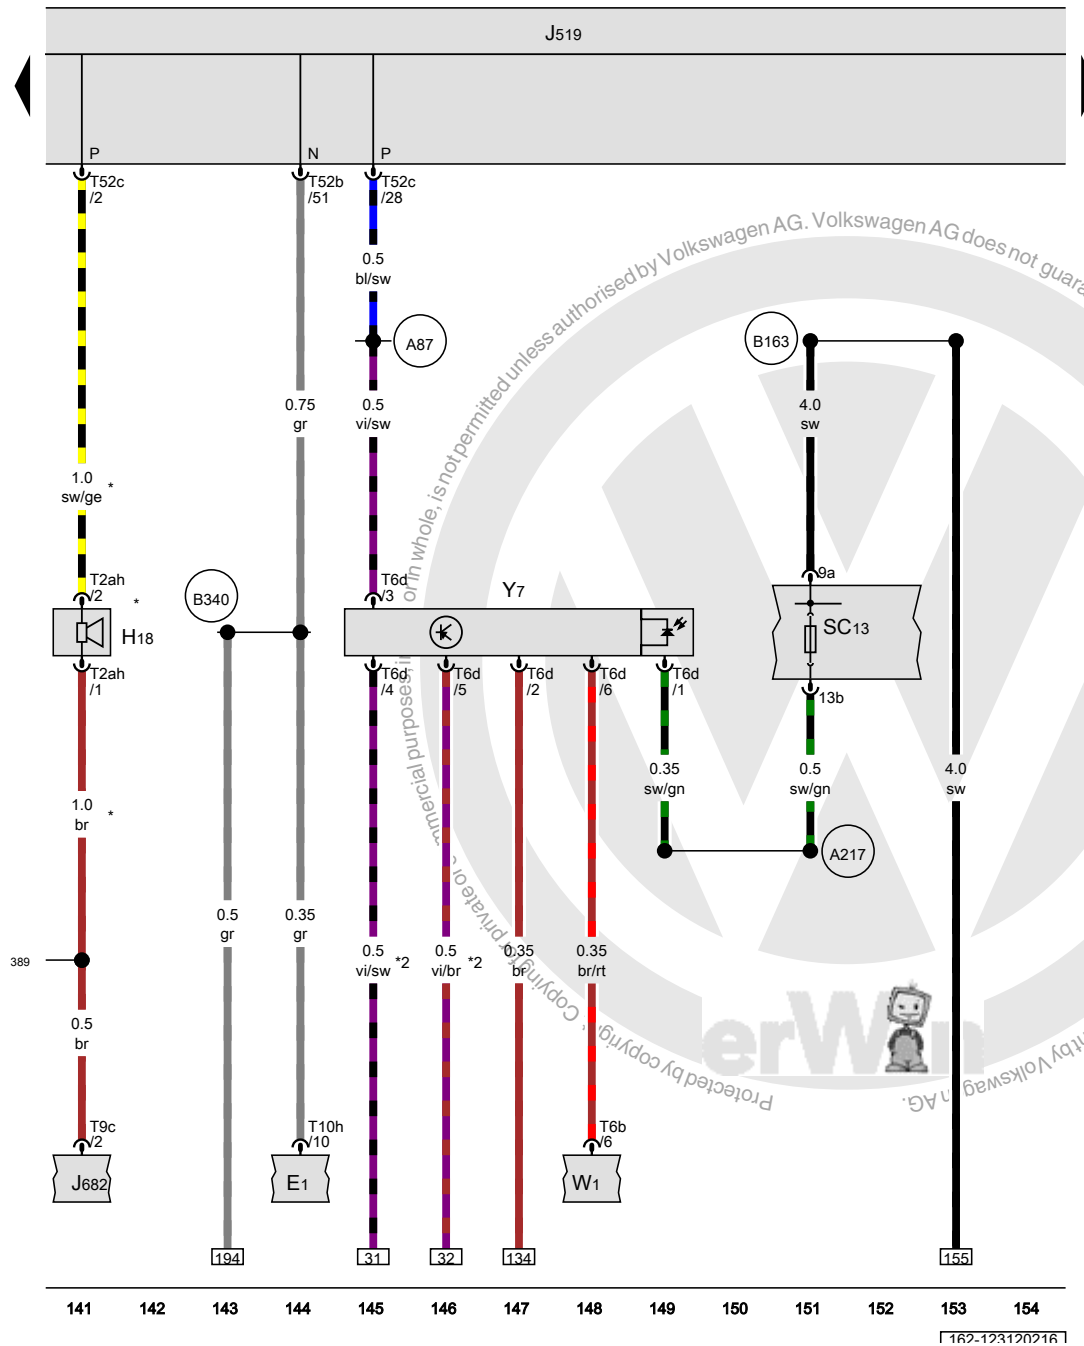 J519
P
N
P
T52c
/2
T52b
/51
T52c
/28
0.5
bl/sw
A87
B163
0.75
gr
0.5
vi/sw
4.0
sw
1.0
sw/ge *
T2ah
/2
*
B340
T6d
/3
Y7
9a
H18
SC13
T2ah
/1
T6d
/4
T6d
/5
T6d
/2
T6d
/6
T6d
/1
13b
0.35
sw/gn
0.5
sw/gn
4.0
sw
1.0
br *
A217
0.5
gr
0.35
gr
0.5
vi/sw *2
0.5
vi/br *2
0.35
br
0.35
br/rt
389
0.5
br
T9c
/2
T10h
/10
T6b
/6
J682
E1
W1
194
31
32
134
155
141 142 143 144 145 146 147 148 149 150 151 152 153 154
162-123120216
or in whole, is not permitted unless authorised by Volkswagen AG. Volkswagen AG does not guara
Protected by copyright. Copying for private or commercial purposes, i
by Volkswagen AG.
erWin